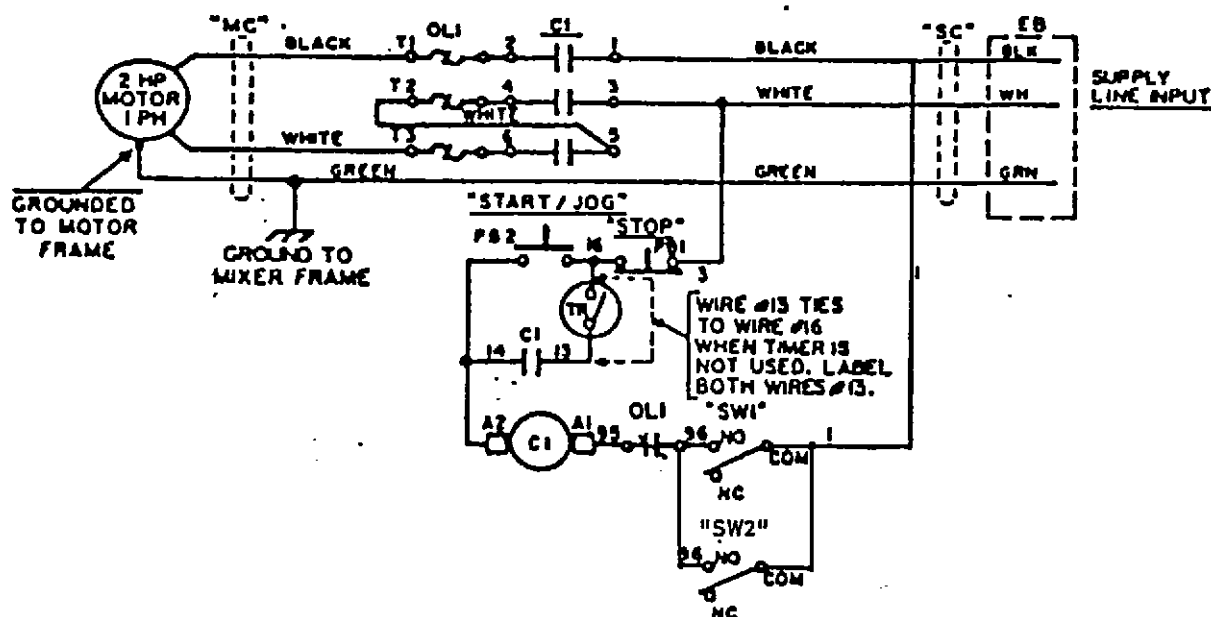 "MC" OL1 C1 "SC" EB
BLACK T1 2 1 BLACK BLK
2 HP
MOTOR
1 PH
T2 4 3 WHITE WH
SUPPLY
LINE INPUT
WHITE
WHITE T3 6 5
GREEN GREEN GRN
GROUNDED
TO MOTOR
FRAME
GROUND TO
MIXER FRAME
"START/JOG"
"STOP"
PB2 16 PB1 3
1
TR
WIRE #13 TIES
TO WIRE #16
WHEN TIMER IS
NOT USED. LABEL
BOTH WIRES #13.
C1
14 13
OL1 "SW1"
A2 C1 A1 95 96 NO COM 1
NC
"SW2"
96 NO COM
NC